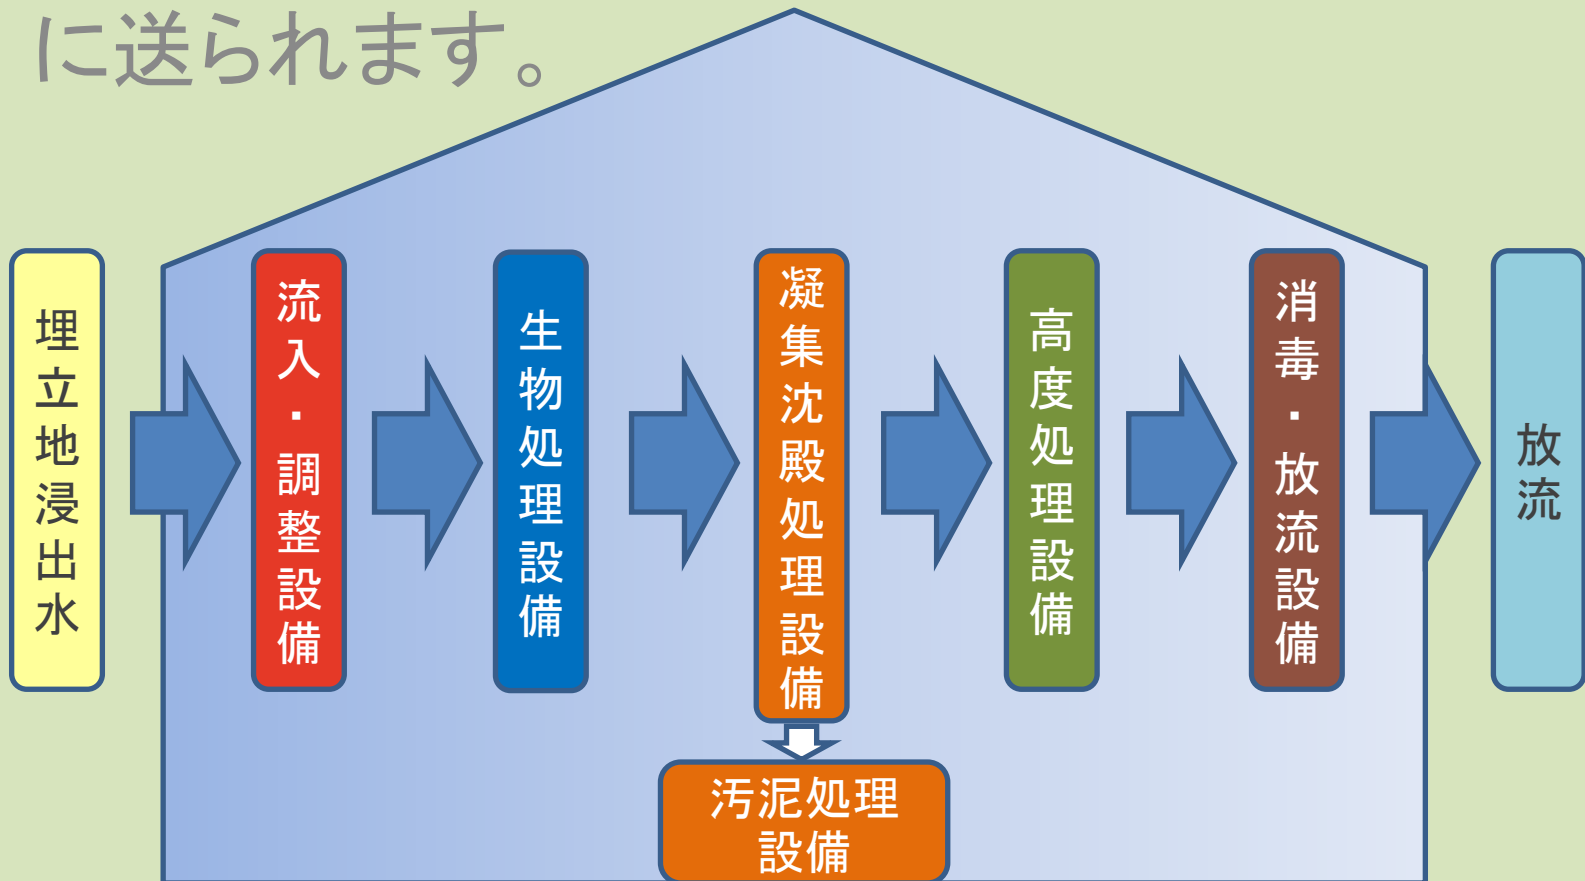 に送られます。
埋立地浸出水
流入・調整設備
生物処理設備
凝集沈殿処理設備
高度処理設備
消毒・放流設備
放流
汚泥処理
設備